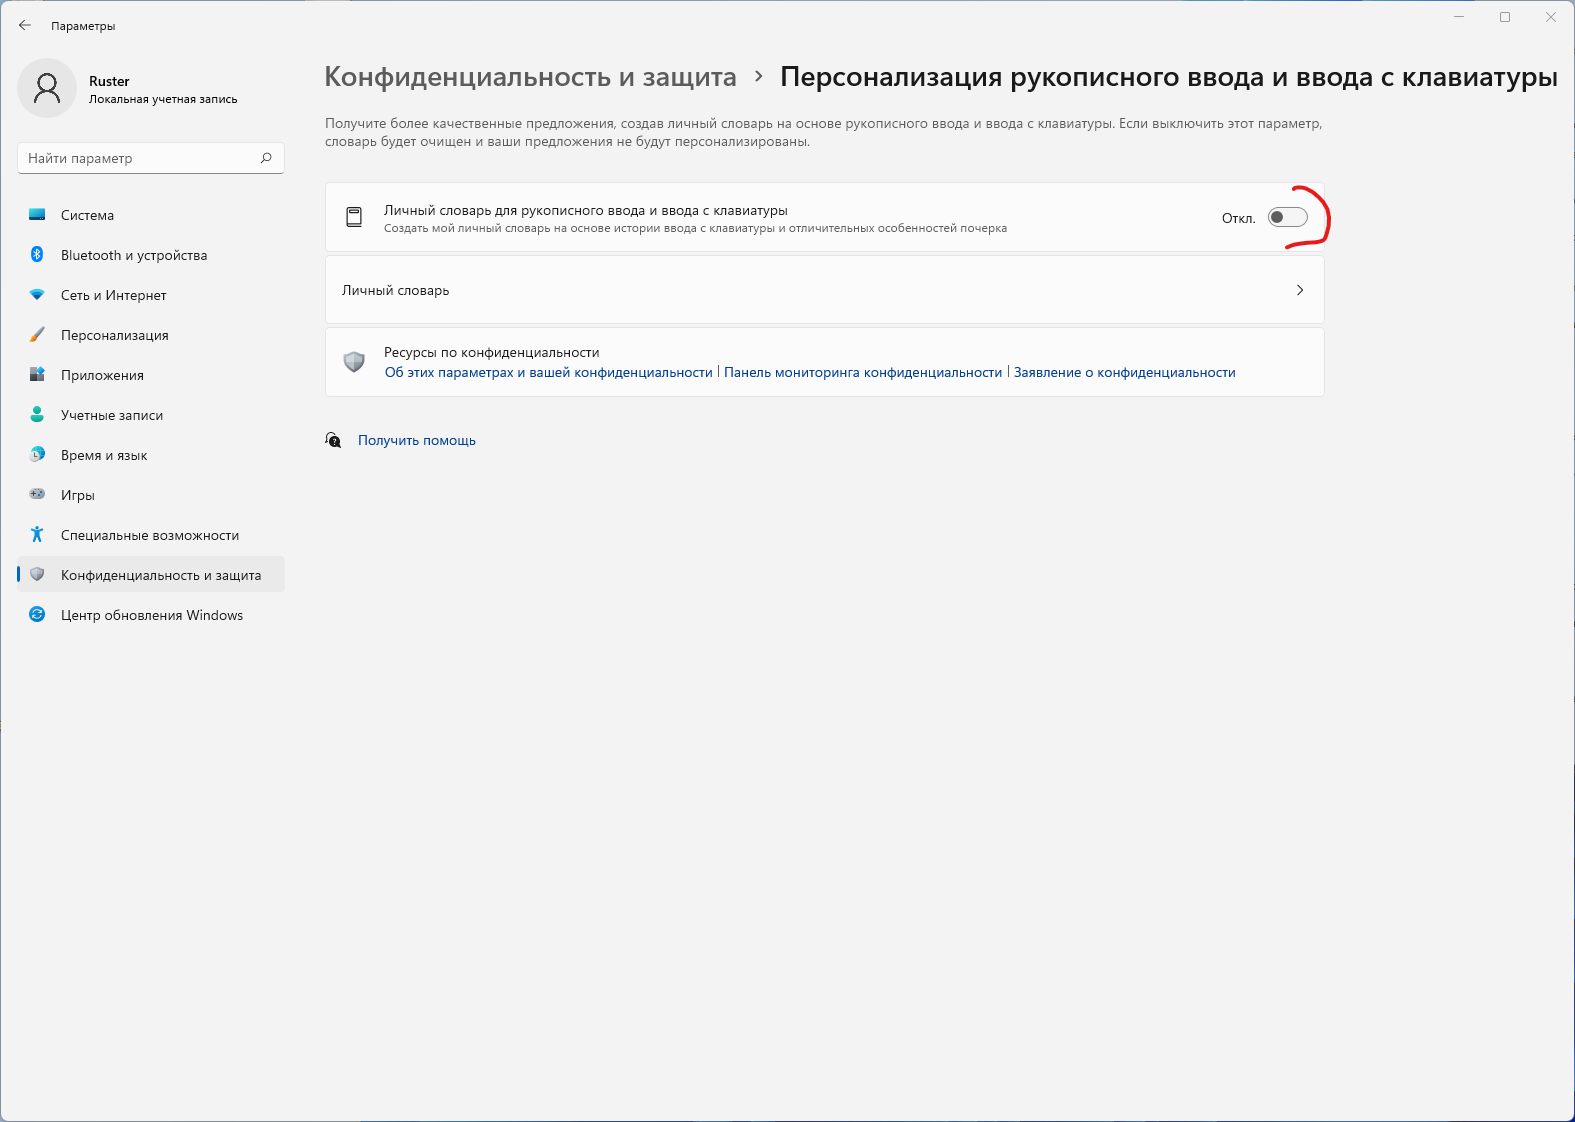 Параметры
Ruster
Локальная учетная запись
Найти параметр
Система
Bluetooth и устройства
Сеть и Интернет
Персонализация
Приложения
Учетные записи
Время и язык
Игры
Специальные возможности
Конфиденциальность и защита
Центр обновления Windows
Конфиденциальность и защита › Персонализация рукописного ввода и ввода с клавиатуры
Получите более качественные предложения, создав личный словарь на основе рукописного ввода и ввода с клавиатуры. Если выключить этот параметр,
словарь будет очищен и ваши предложения не будут персонализированы.
Личный словарь для рукописного ввода и ввода с клавиатуры
Создать мой личный словарь на основе истории ввода с клавиатуры и отличительных особенностей почерка
Откл.
Личный словарь
Ресурсы по конфиденциальности
Об этих параметрах и вашей конфиденциальности | Панель мониторинга конфиденциальности | Заявление о конфиденциальности
Получить помощь